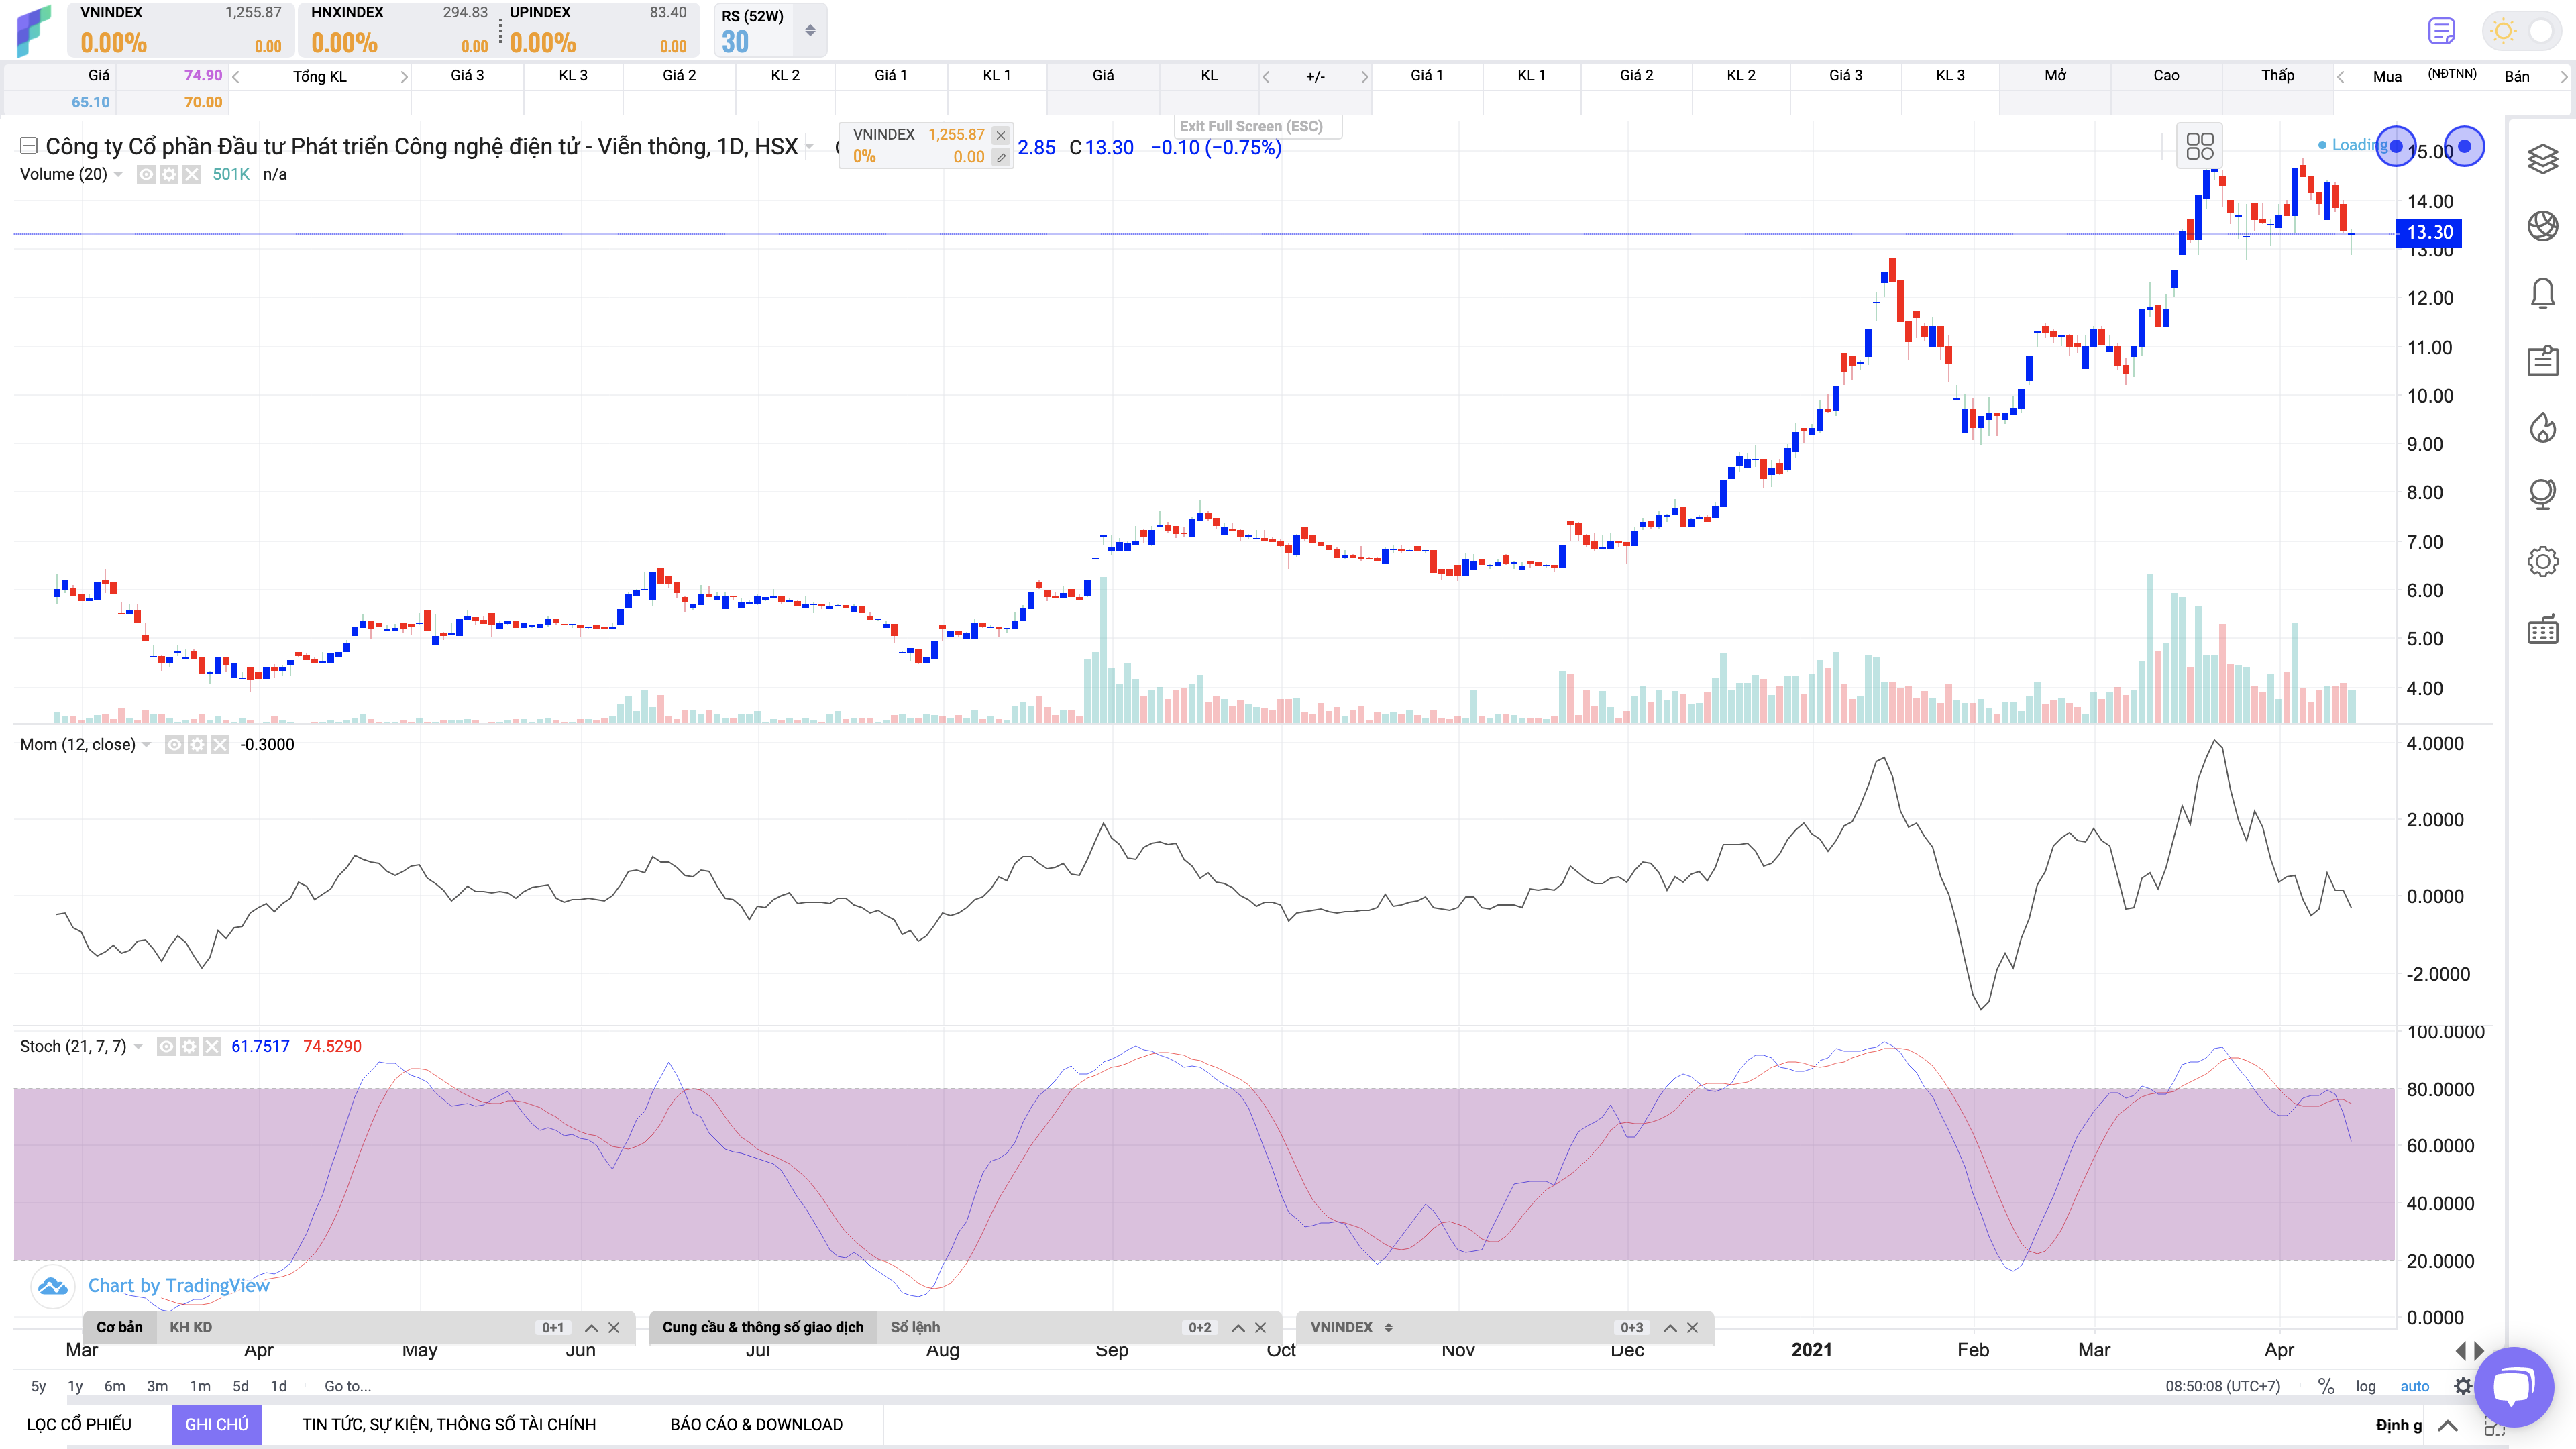 VNINDEX 1,255.87 HNXINDEX 294.83 UPINDEX 83.40 RS (52W)
0.00% 0.00 0.00% 0.00 0.00% 0.00 30
Giá 74.90 Tổng KL Giá 3 KL 3 Giá 2 KL 2 Giá 1 KL 1 Giá KL +/- Giá 1 KL 1 Giá 2 KL 2 Giá 3 KL 3 Mở Cao Thấp Mua (NĐTNN) Bán
65.10 70.00
Exit Full Screen (ESC)
Công ty Cổ phần Đầu tư Phát triển Công nghệ điện tử - Viễn thông, 1D, HSX 2.85 C13.30 −0.10 (−0.75%)
VNINDEX 1,255.87
0% 0.00
Loading
Volume (20) 501K n/a
15.00
14.00
13.30
13.00
12.00
11.00
10.00
9.00
8.00
7.00
6.00
5.00
4.00
Mom (12, close) -0.3000
4.0000
2.0000
0.0000
-2.0000
Stoch (21, 7, 7) 61.7517 74.5290
100.0000
80.0000
60.0000
40.0000
20.0000
0.0000
Chart by TradingView
Cơ bản KH KD 0+1 Cung cầu & thông số giao dịch Sổ lệnh 0+2 VNINDEX 0+3
Mar Apr May Jun Jul Aug Sep Oct Nov Dec 2021 Feb Mar Apr
5y 1y 6m 3m 1m 5d 1d Go to... 08:50:08 (UTC+7) % log auto
LỌC CỔ PHIẾU GHI CHÚ TIN TỨC, SỰ KIỆN, THÔNG SỐ TÀI CHÍNH BÁO CÁO & DOWNLOAD Định g